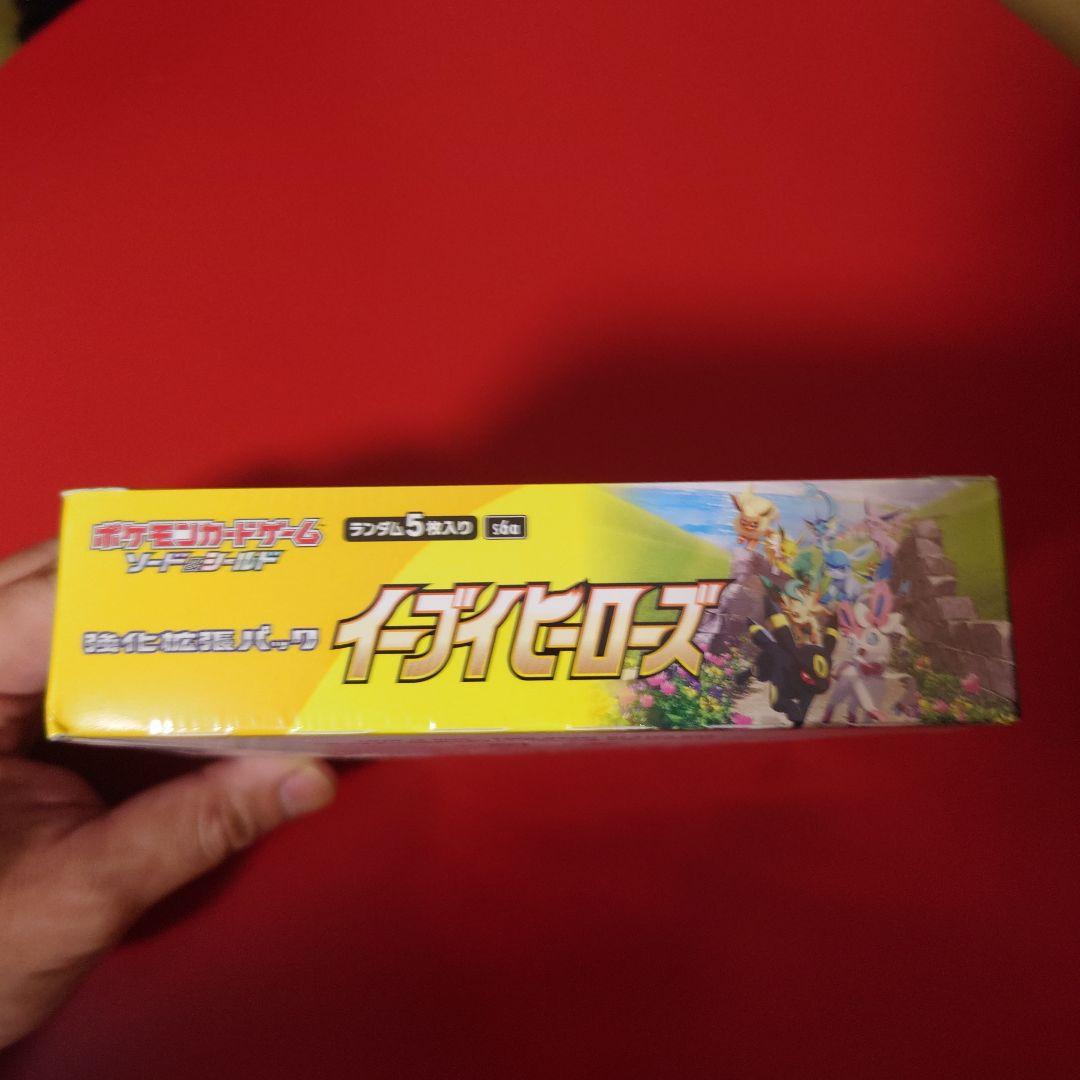 ポケモンカードゲーム
ソード&シールド
ランダム5枚入り
s6a
強化拡張パック
イーブイヒーローズ